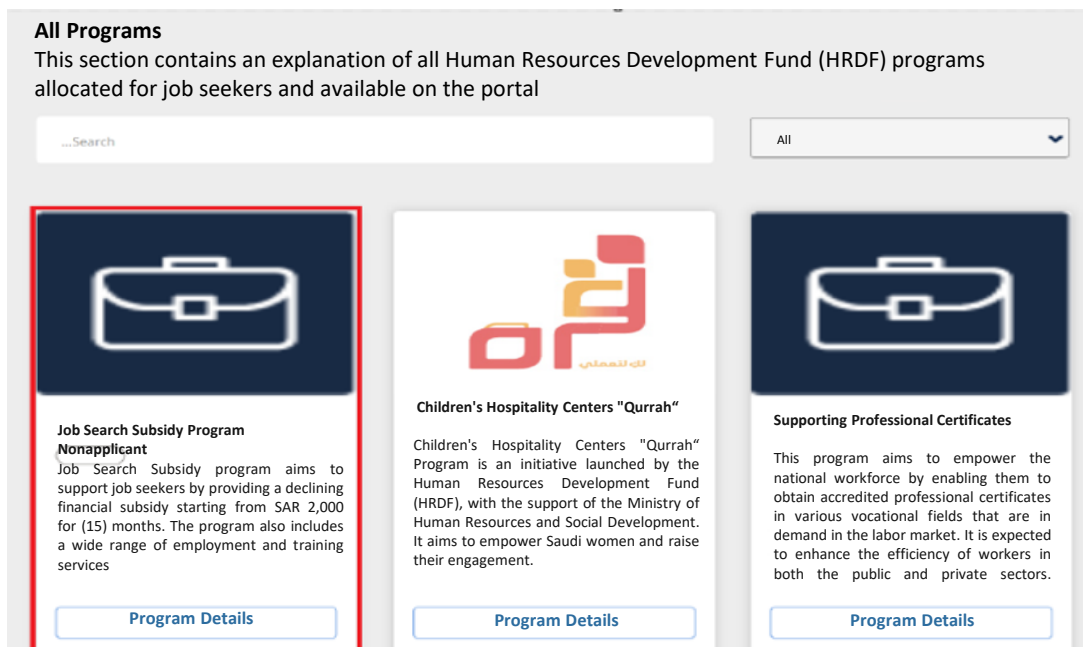 All Programs
This section contains an explanation of all Human Resources Development Fund (HRDF) programs
allocated for job seekers and available on the portal
...Search
All
Job Search Subsidy Program
Nonapplicant
Job Search Subsidy program aims to
support job seekers by providing a declining
financial subsidy starting from SAR 2,000
for (15) months. The program also includes
a wide range of employment and training
services
Program Details
قرة
لك لتعملي
Children's Hospitality Centers "Qurrah“
Children's Hospitality Centers "Qurrah“
Program is an initiative launched by the
Human Resources Development Fund
(HRDF), with the support of the Ministry of
Human Resources and Social Development.
It aims to empower Saudi women and raise
their engagement.
Program Details
Supporting Professional Certificates
This program aims to empower the
national workforce by enabling them to
obtain accredited professional certificates
in various vocational fields that are in
demand in the labor market. It is expected
to enhance the efficiency of workers in
both the public and private sectors.
Program Details